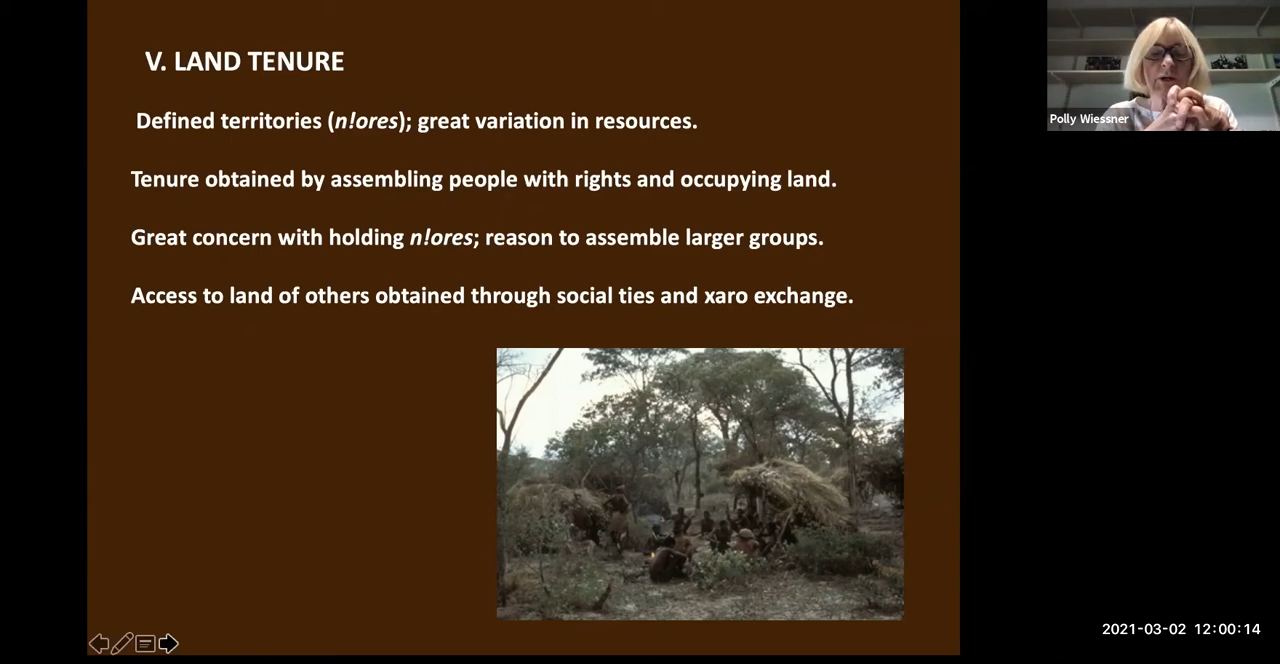 V. LAND TENURE
Defined territories (n!ores); great variation in resources.
Tenure obtained by assembling people with rights and occupying land.
Great concern with holding n!ores; reason to assemble larger groups.
Access to land of others obtained through social ties and xaro exchange.
Polly Wiessner
2021-03-02 12:00:14